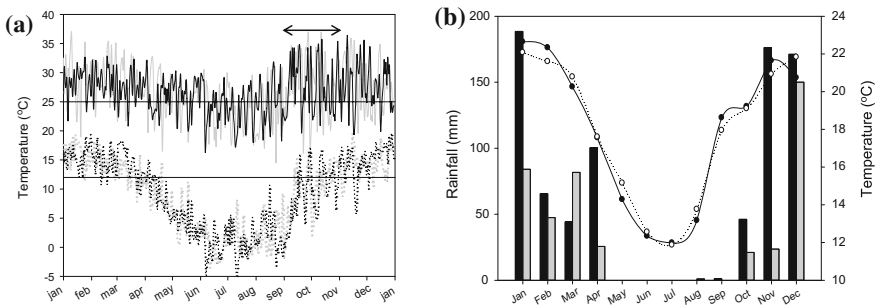 (a)
Temperature (°C)
40
35
30
25
20
15
10
5
0
-5
jan
feb
mar
apr
may
jun
jul
aug
sep
oct
nov
dec
jan
(b)
Rainfall (mm)
200
150
100
50
0
Jan
Feb
Mar
Apr
May
Jun
Jul
Aug
Sep
Oct
Nov
Dec
24
22
20
18
16
14
12
10
Temperature (°C)